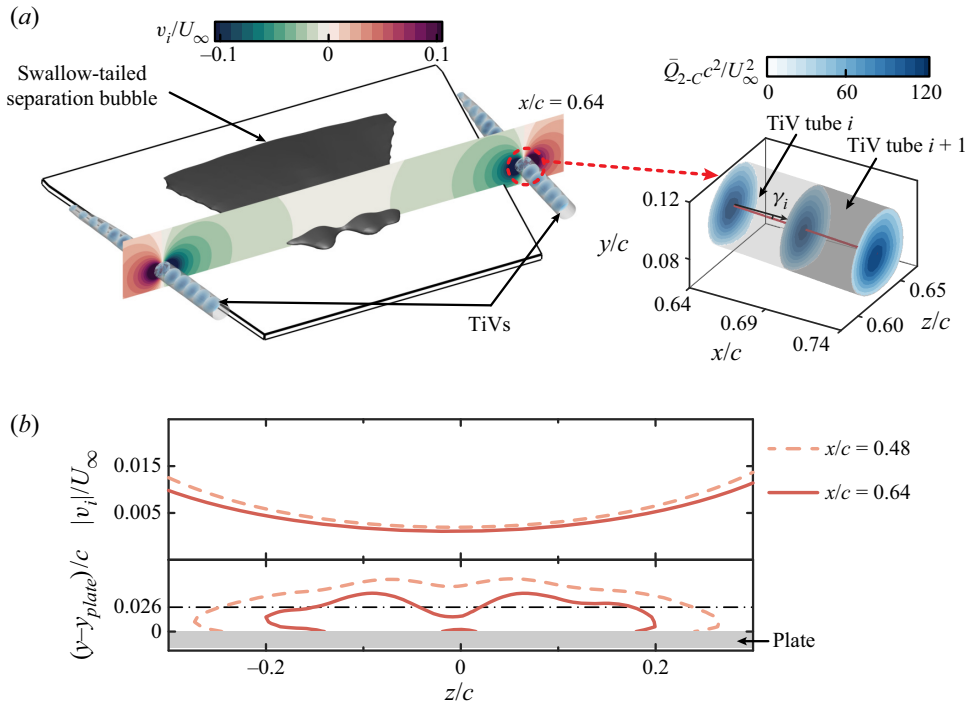 (a)
v_i/U_∞
−0.1 0 0.1
Swallow-tailed
separation bubble
x/c = 0.64
TiVs
Q̄_{2-C}c²/U²_∞
0 60 120
TiV tube i
TiV tube i + 1
γ_i
0.12
y/c
0.08
0.64
0.69
0.74
x/c
0.60
0.65
z/c
(b)
|v_i|/U_∞
0.015
0.005
x/c = 0.48
x/c = 0.64
(y–y_{plate})/c
0.026
0
Plate
−0.2 0 0.2
z/c